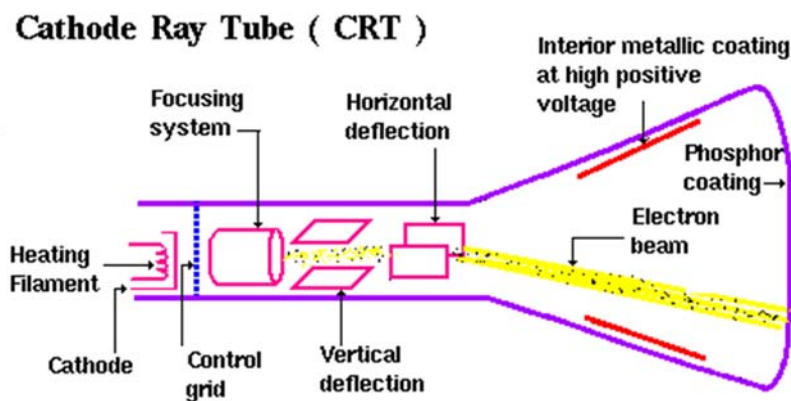 Cathode Ray Tube ( CRT )
Interior metallic coating
at high positive
voltage
Focusing
system
Horizontal
deflection
Phosphor
coating
Electron
beam
Heating
Filament
Cathode
Control
grid
Vertical
deflection